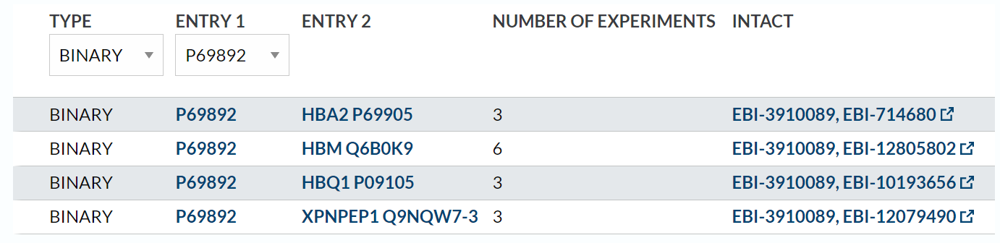 TYPE ENTRY 1 ENTRY 2 NUMBER OF EXPERIMENTS INTACT
BINARY P69892
BINARY P69892 HBA2 P69905 3 EBI-3910089, EBI-714680
BINARY P69892 HBM Q6B0K9 6 EBI-3910089, EBI-12805802
BINARY P69892 HBQ1 P09105 3 EBI-3910089, EBI-10193656
BINARY P69892 XPNPEP1 Q9NQW7-3 3 EBI-3910089, EBI-12079490